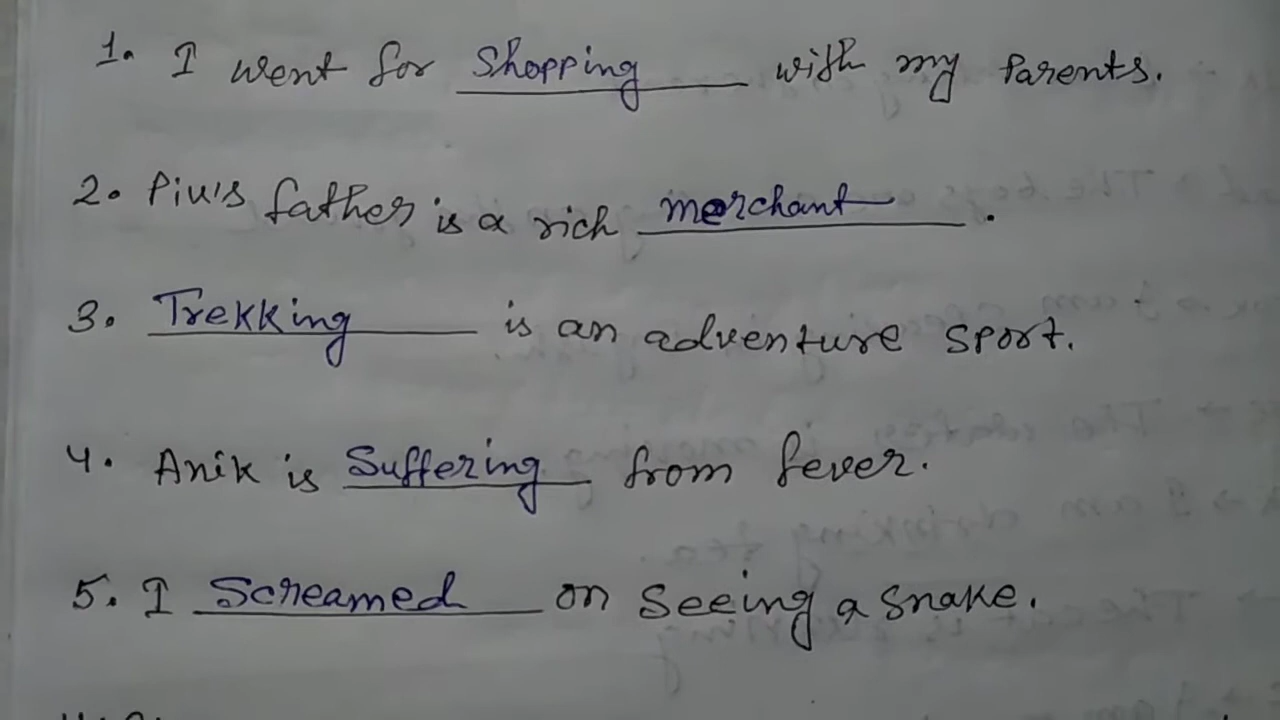 1. I went for Shopping with my Parents.
2. Piu's father is a rich merchant.
3. Trekking is an adventure sport.
4. Anik is Suffering from fever.
5. I Screamed on seeing a snake.